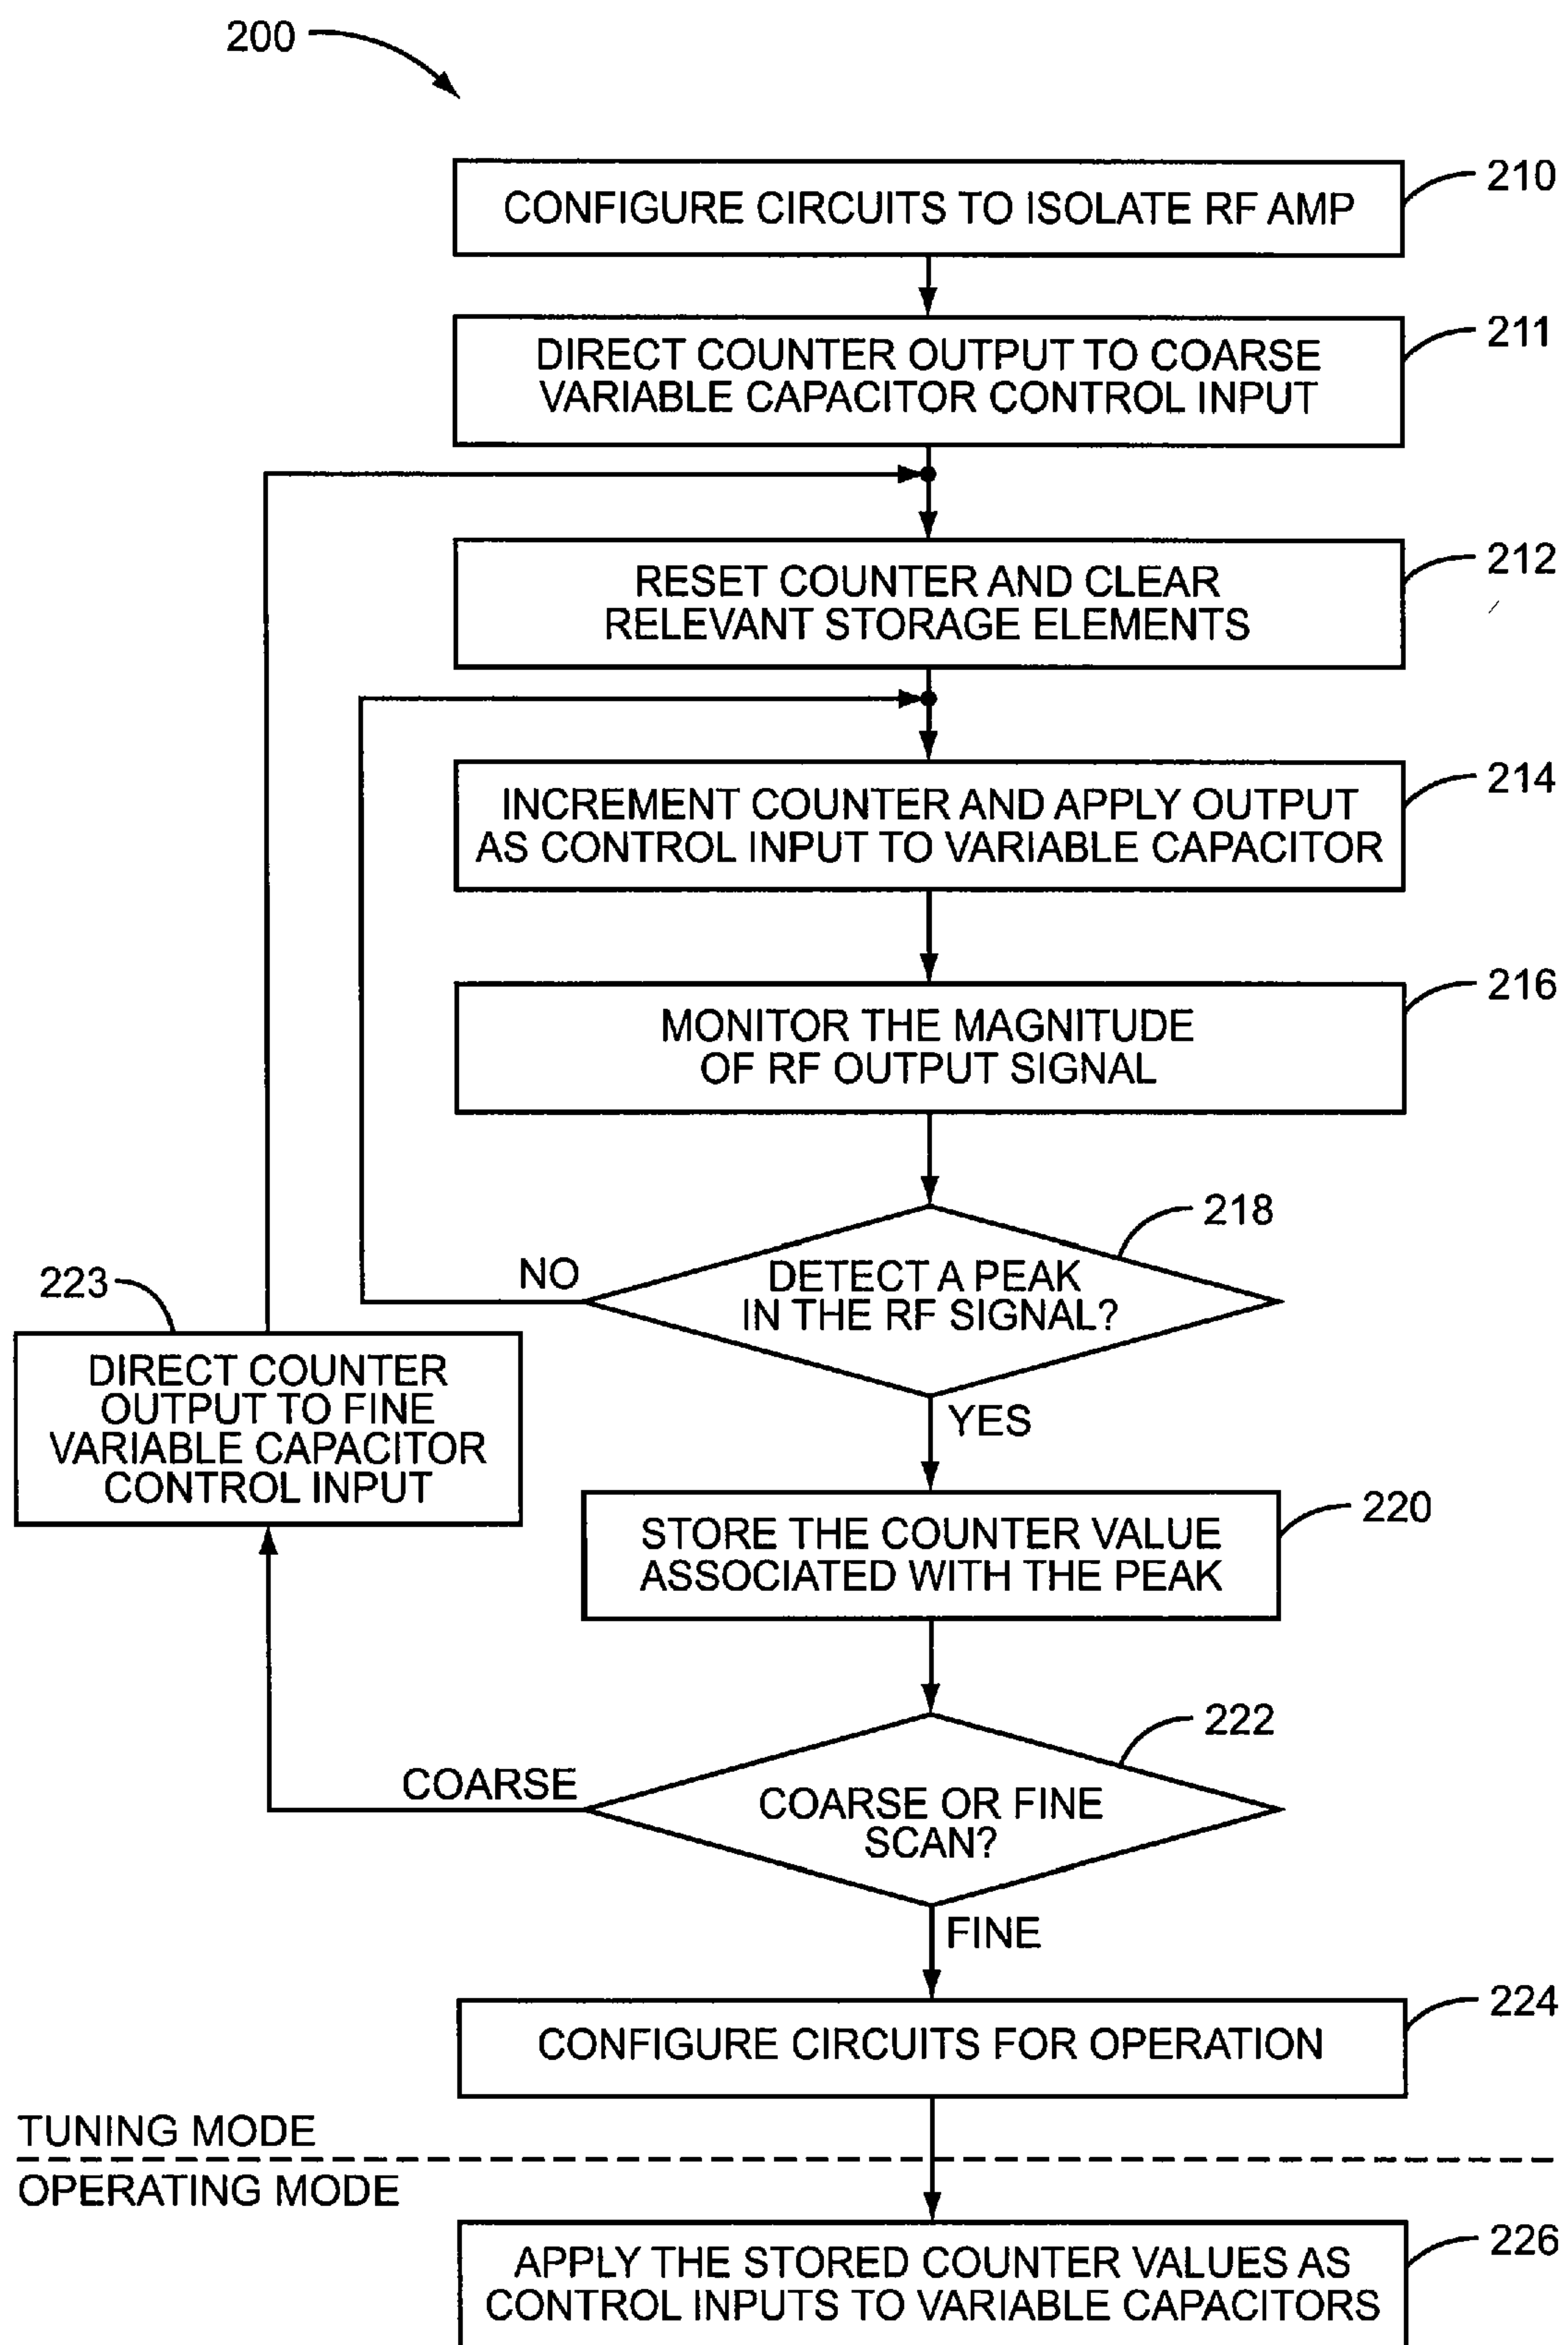 200
CONFIGURE CIRCUITS TO ISOLATE RF AMP
210
DIRECT COUNTER OUTPUT TO COARSE
VARIABLE CAPACITOR CONTROL INPUT
211
RESET COUNTER AND CLEAR
RELEVANT STORAGE ELEMENTS
212
INCREMENT COUNTER AND APPLY OUTPUT
AS CONTROL INPUT TO VARIABLE CAPACITOR
214
MONITOR THE MAGNITUDE
OF RF OUTPUT SIGNAL
216
DETECT A PEAK
IN THE RF SIGNAL?
218
NO
YES
223
DIRECT COUNTER
OUTPUT TO FINE
VARIABLE CAPACITOR
CONTROL INPUT
STORE THE COUNTER VALUE
ASSOCIATED WITH THE PEAK
220
COARSE OR FINE
SCAN?
222
COARSE
FINE
CONFIGURE CIRCUITS FOR OPERATION
224
TUNING MODE
OPERATING MODE
APPLY THE STORED COUNTER VALUES AS
CONTROL INPUTS TO VARIABLE CAPACITORS
226